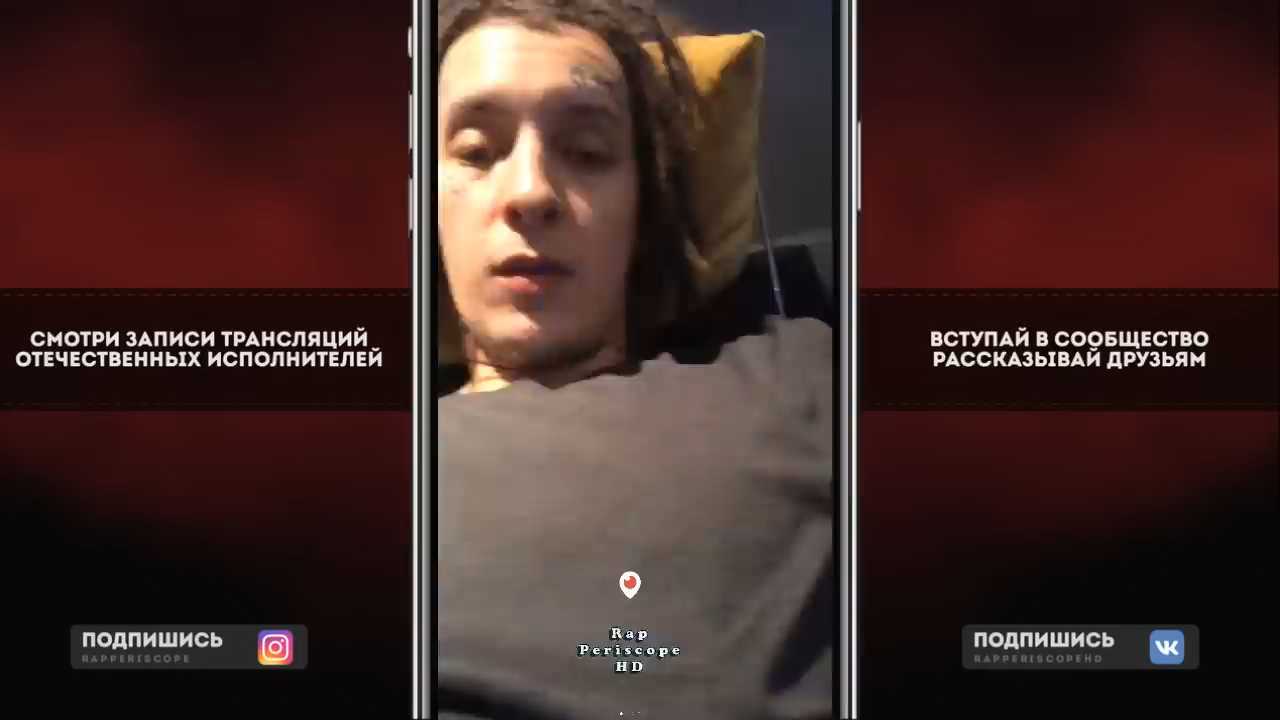 СМОТРИ ЗАПИСИ ТРАНСЛЯЦИЙ
ОТЕЧЕСТВЕННЫХ ИСПОЛНИТЕЛЕЙ
ВСТУПАЙ В СООБЩЕСТВО
РАССКАЗЫВАЙ ДРУЗЬЯМ
Rap
Periscope
HD
ПОДПИШИСЬ
RAPPERISCOPE
ПОДПИШИСЬ
RAPPERISCOPEHD